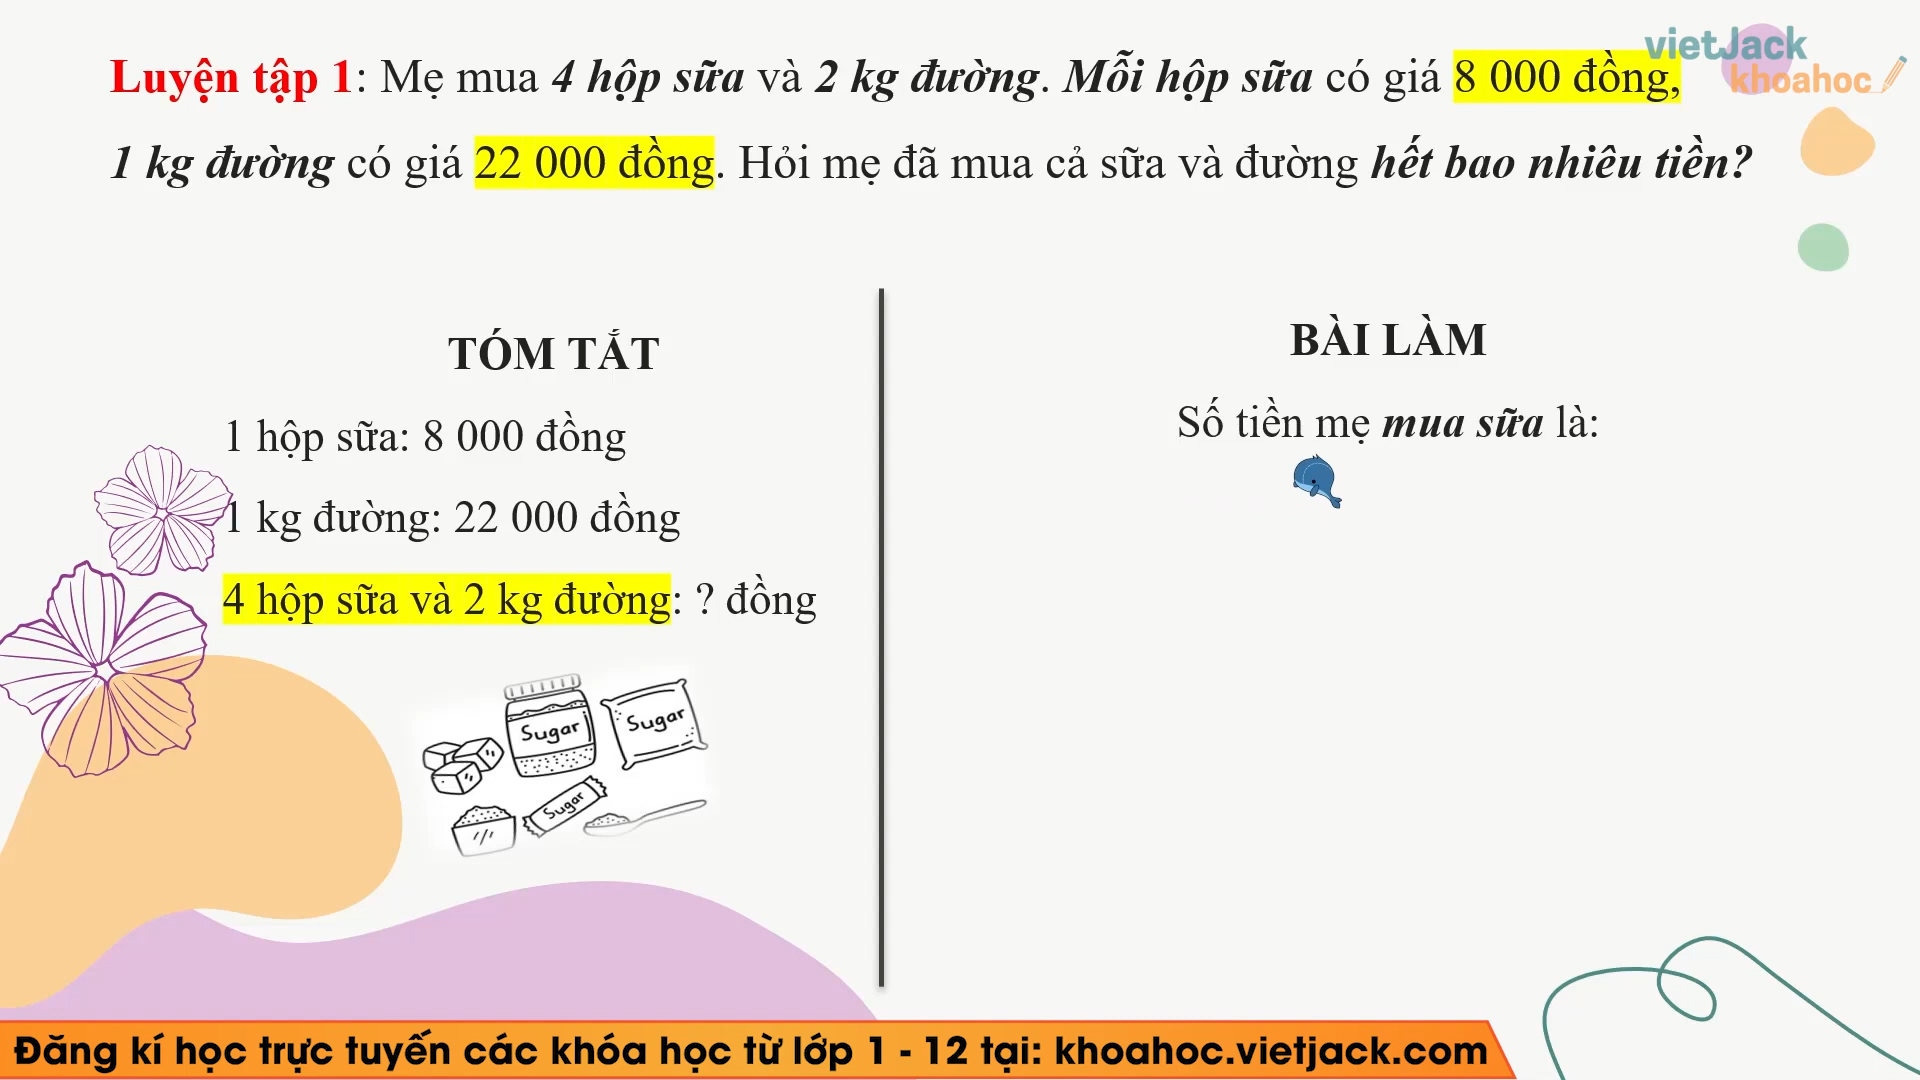 vietJack
khoahoc
Luyện tập 1: Mẹ mua 4 hộp sữa và 2 kg đường. Mỗi hộp sữa có giá 8 000 đồng,
1 kg đường có giá 22 000 đồng. Hỏi mẹ đã mua cả sữa và đường hết bao nhiêu tiền?
TÓM TẮT
1 hộp sữa: 8 000 đồng
1 kg đường: 22 000 đồng
4 hộp sữa và 2 kg đường: ? đồng
Sugar
Sugar
Sugar
BÀI LÀM
Số tiền mẹ mua sữa là:
Đăng kí học trực tuyến các khóa học từ lớp 1 - 12 tại: khoahoc.vietjack.com